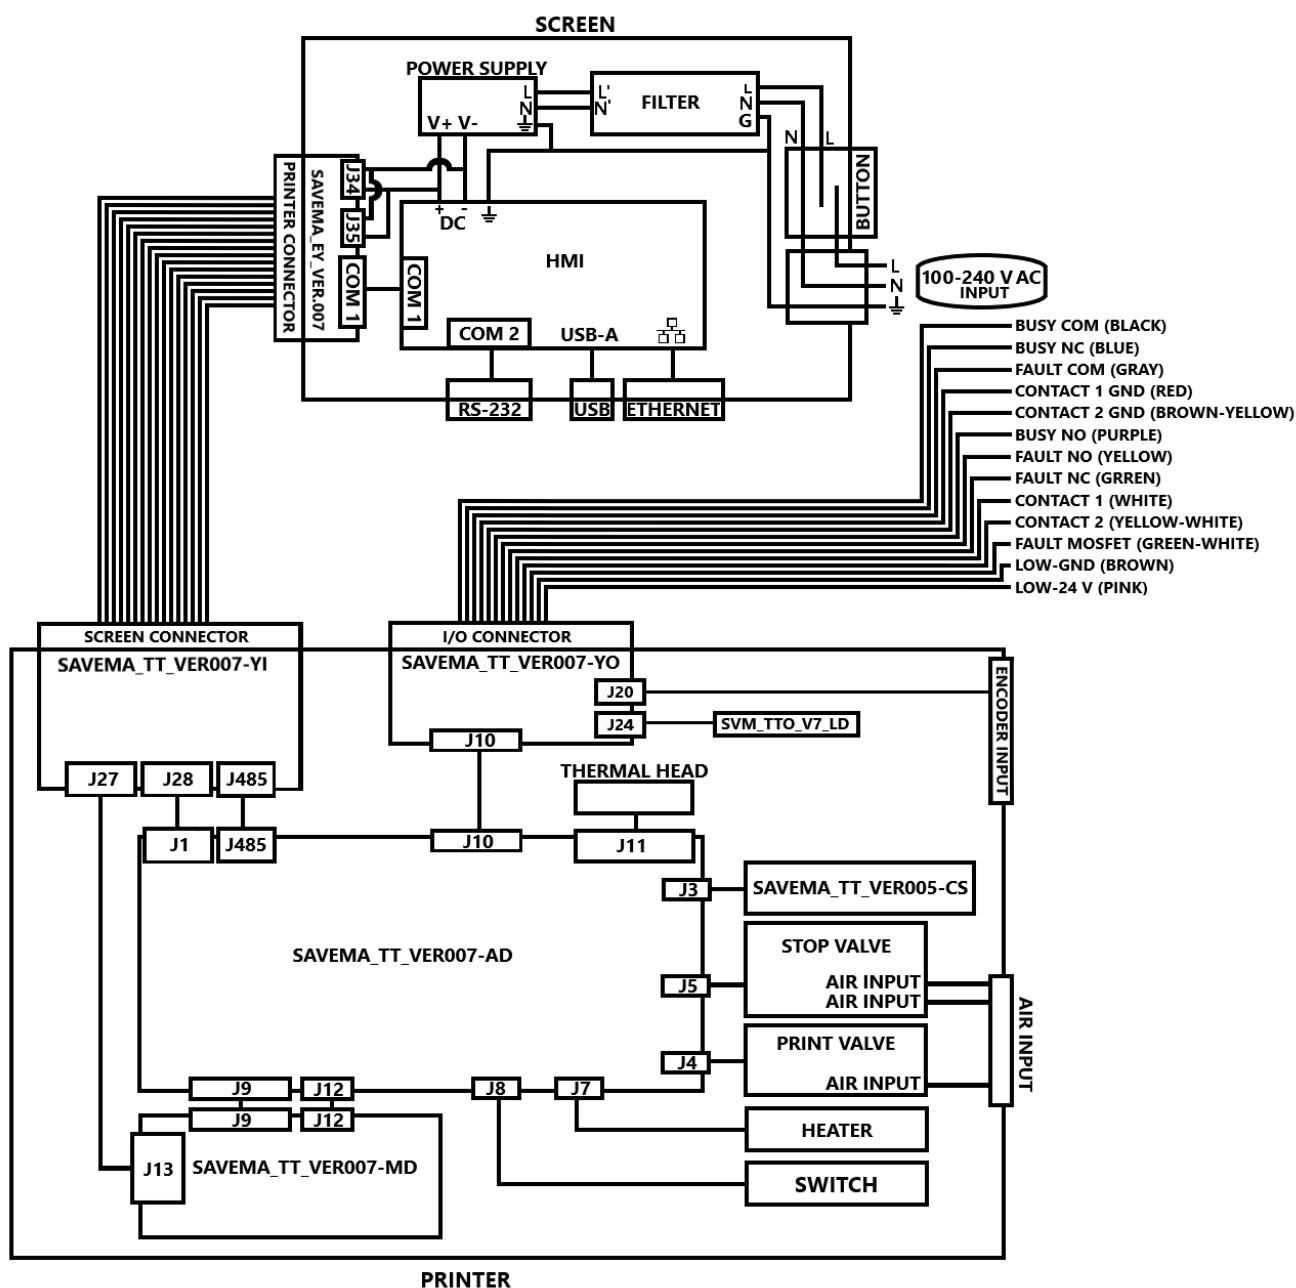 SCREEN
POWER SUPPLY
L
N
V+ V-
L'
N'
FILTER
L
N
G
N
L
BUTTON
PRINTER CONNECTOR
SAVEMA_EY_VER.007
J34
J35
COM 1
COM 1
+ -
DC
HMI
COM 2
USB-A
RS-232
USB
ETHERNET
L
N
100-240 V AC
INPUT
BUSY COM (BLACK)
BUSY NC (BLUE)
FAULT COM (GRAY)
CONTACT 1 GND (RED)
CONTACT 2 GND (BROWN-YELLOW)
BUSY NO (PURPLE)
FAULT NO (YELLOW)
FAULT NC (GRREN)
CONTACT 1 (WHITE)
CONTACT 2 (YELLOW-WHITE)
FAULT MOSFET (GREEN-WHITE)
LOW-GND (BROWN)
LOW-24 V (PINK)
SCREEN CONNECTOR
SAVEMA_TT_VER007-YI
I/O CONNECTOR
SAVEMA_TT_VER007-YO
J20
J24
SVM_TTO_V7_LD
ENCODER INPUT
J10
J27
J28
J485
THERMAL HEAD
J1
J485
J10
J11
J3
SAVEMA_TT_VER005-CS
SAVEMA_TT_VER007-AD
STOP VALVE
J5
AIR INPUT
AIR INPUT
AIR INPUT
PRINT VALVE
J4
AIR INPUT
J9
J12
J8
J7
J9
J12
HEATER
J13
SAVEMA_TT_VER007-MD
SWITCH
PRINTER